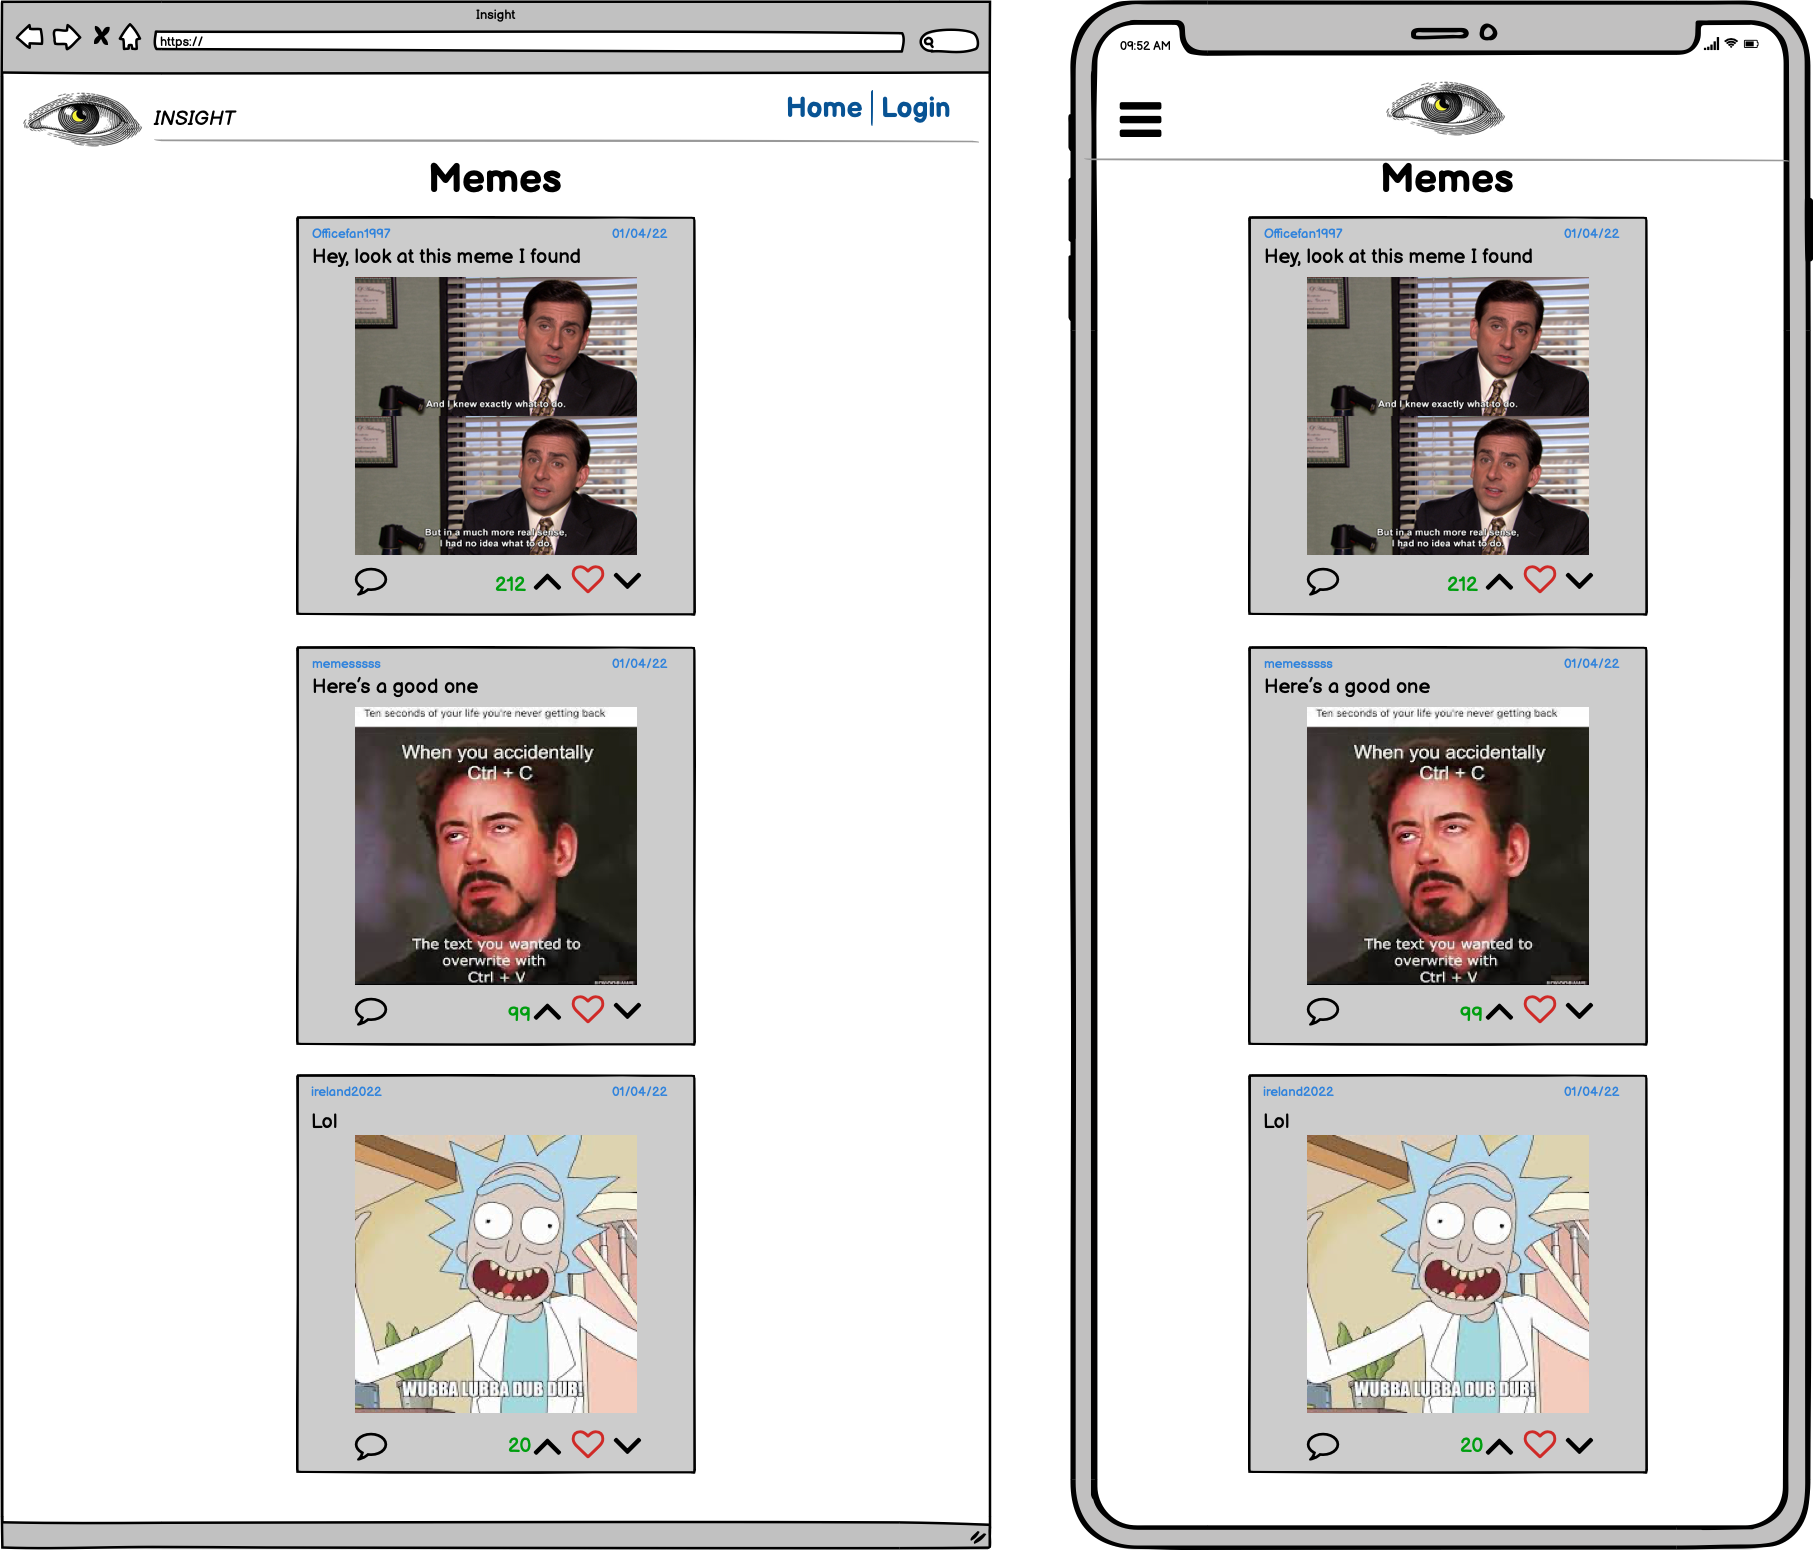 Insight
https://
INSIGHT
Home | Login
Memes
Officefan1997 01/04/22
Hey, look at this meme I found
And I knew exactly what to do.
But in a much more real sense,
I had no idea what to do.
212
memesssss 01/04/22
Here's a good one
Ten seconds of your life you're never getting back
When you accidentally
Ctrl + C
The text you wanted to
overwrite with
Ctrl + V
99
ireland2022 01/04/22
Lol
WUBBA LUBBA DUB DUB!
20
09:52 AM
Memes
Officefan1997 01/04/22
Hey, look at this meme I found
And I knew exactly what to do.
But in a much more real sense,
I had no idea what to do.
212
memesssss 01/04/22
Here's a good one
Ten seconds of your life you're never getting back
When you accidentally
Ctrl + C
The text you wanted to
overwrite with
Ctrl + V
99
ireland2022 01/04/22
Lol
WUBBA LUBBA DUB DUB!
20